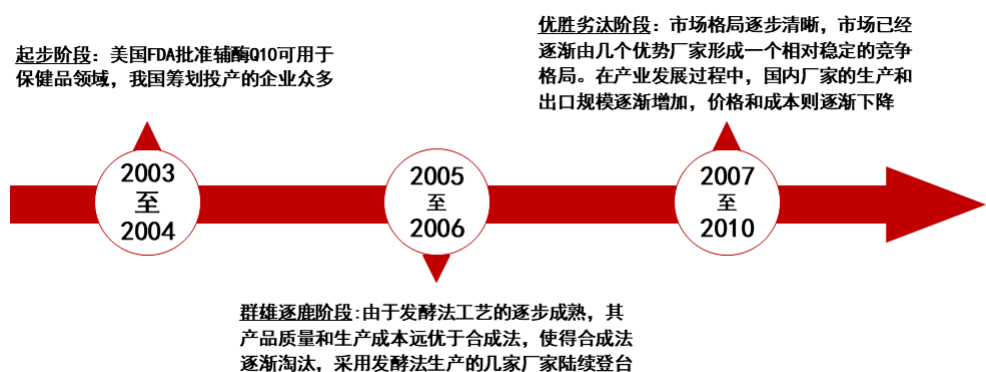 起步阶段：美国FDA批准辅酶Q10可用于
保健品领域，我国筹划投产的企业众多
优胜劣汰阶段：市场格局逐步清晰，市场已经
逐渐由几个优势厂家形成一个相对稳定的竞争
格局。在产业发展过程中，国内厂家的生产和
出口规模逐渐增加，价格和成本则逐渐下降
2003
至
2004
2005
至
2006
2007
至
2010
群雄逐鹿阶段:由于发酵法工艺的逐步成熟，其
产品质量和生产成本远优于合成法，使得合成法
逐渐淘汰，采用发酵法生产的几家厂家陆续登台